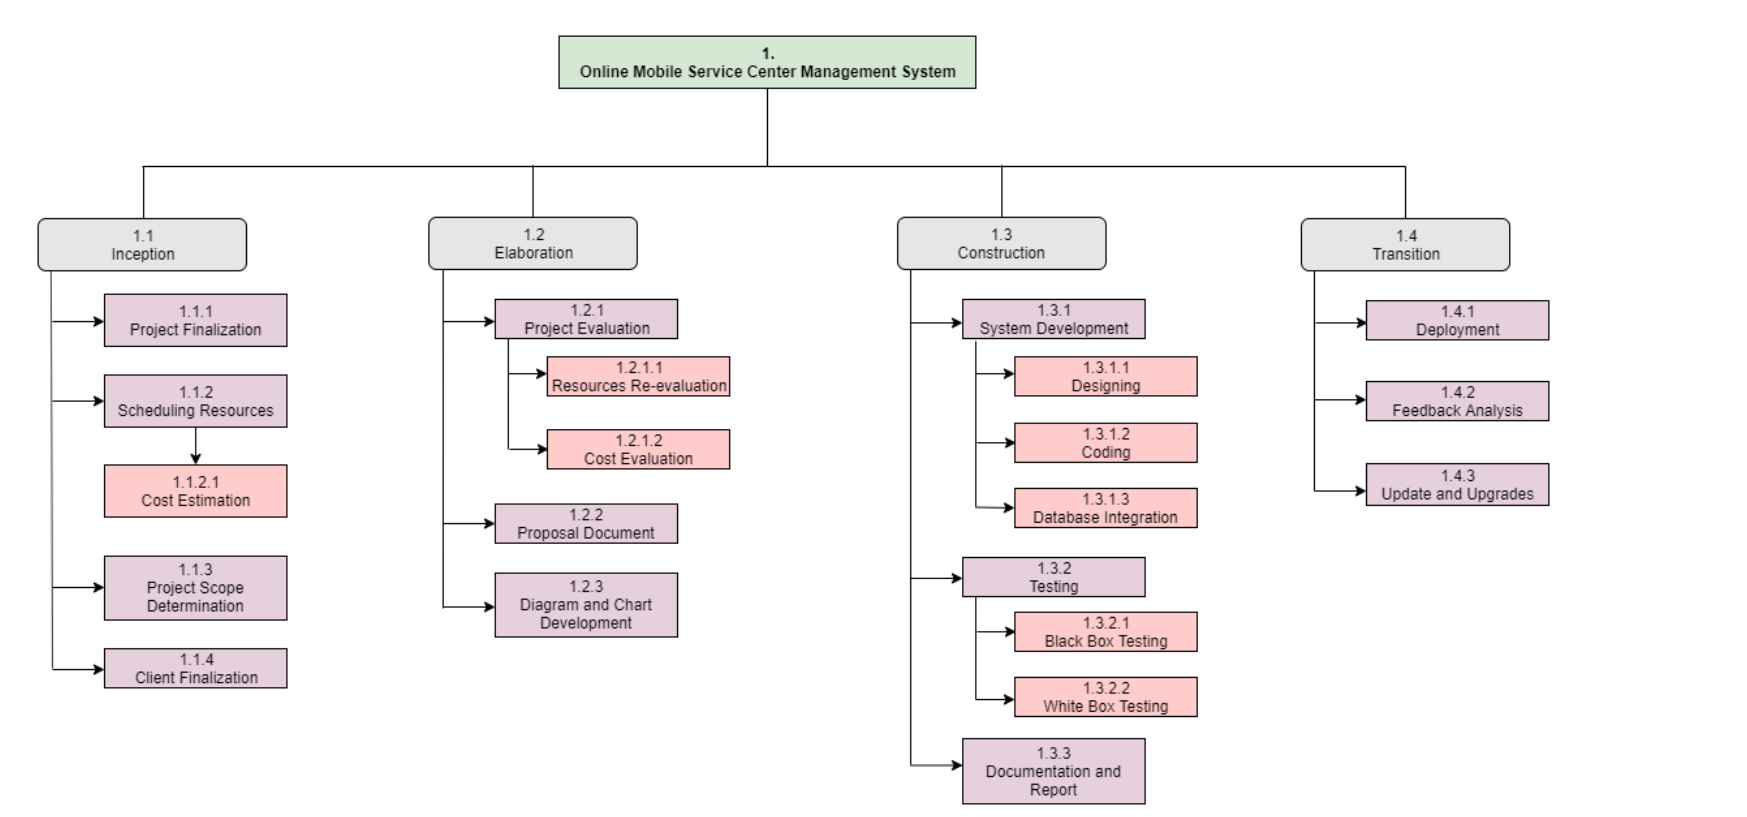 1.
Online Mobile Service Center Management System
1.1
Inception
1.1.1
Project Finalization
1.1.2
Scheduling Resources
1.1.2.1
Cost Estimation
1.1.3
Project Scope
Determination
1.1.4
Client Finalization
1.2
Elaboration
1.2.1
Project Evaluation
1.2.1.1
Resources Re-evaluation
1.2.1.2
Cost Evaluation
1.2.2
Proposal Document
1.2.3
Diagram and Chart
Development
1.3
Construction
1.3.1
System Development
1.3.1.1
Designing
1.3.1.2
Coding
1.3.1.3
Database Integration
1.3.2
Testing
1.3.2.1
Black Box Testing
1.3.2.2
White Box Testing
1.3.3
Documentation and
Report
1.4
Transition
1.4.1
Deployment
1.4.2
Feedback Analysis
1.4.3
Update and Upgrades